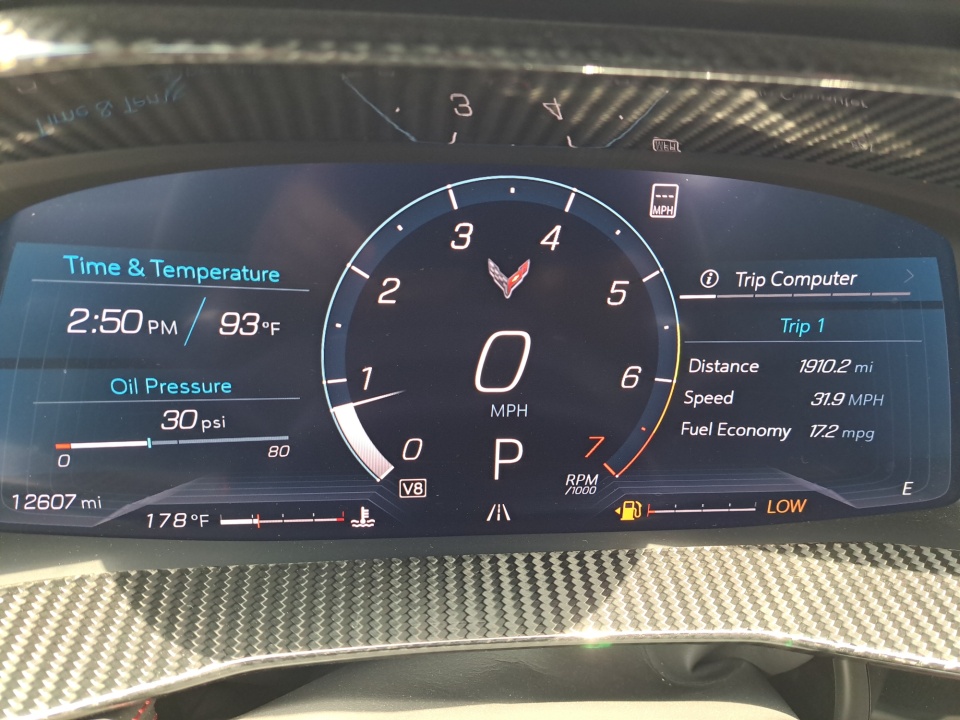 Time & Temperature
2:50 PM / 93°F
Oil Pressure
30 psi
0 80
12607 mi
178°F
0
1
2
3
4
5
6
7
RPM
/1000
0
MPH
P
V8
---
MPH
Trip Computer
Trip 1
Distance 1910.2 mi
Speed 31.9 MPH
Fuel Economy 17.2 mpg
E
LOW